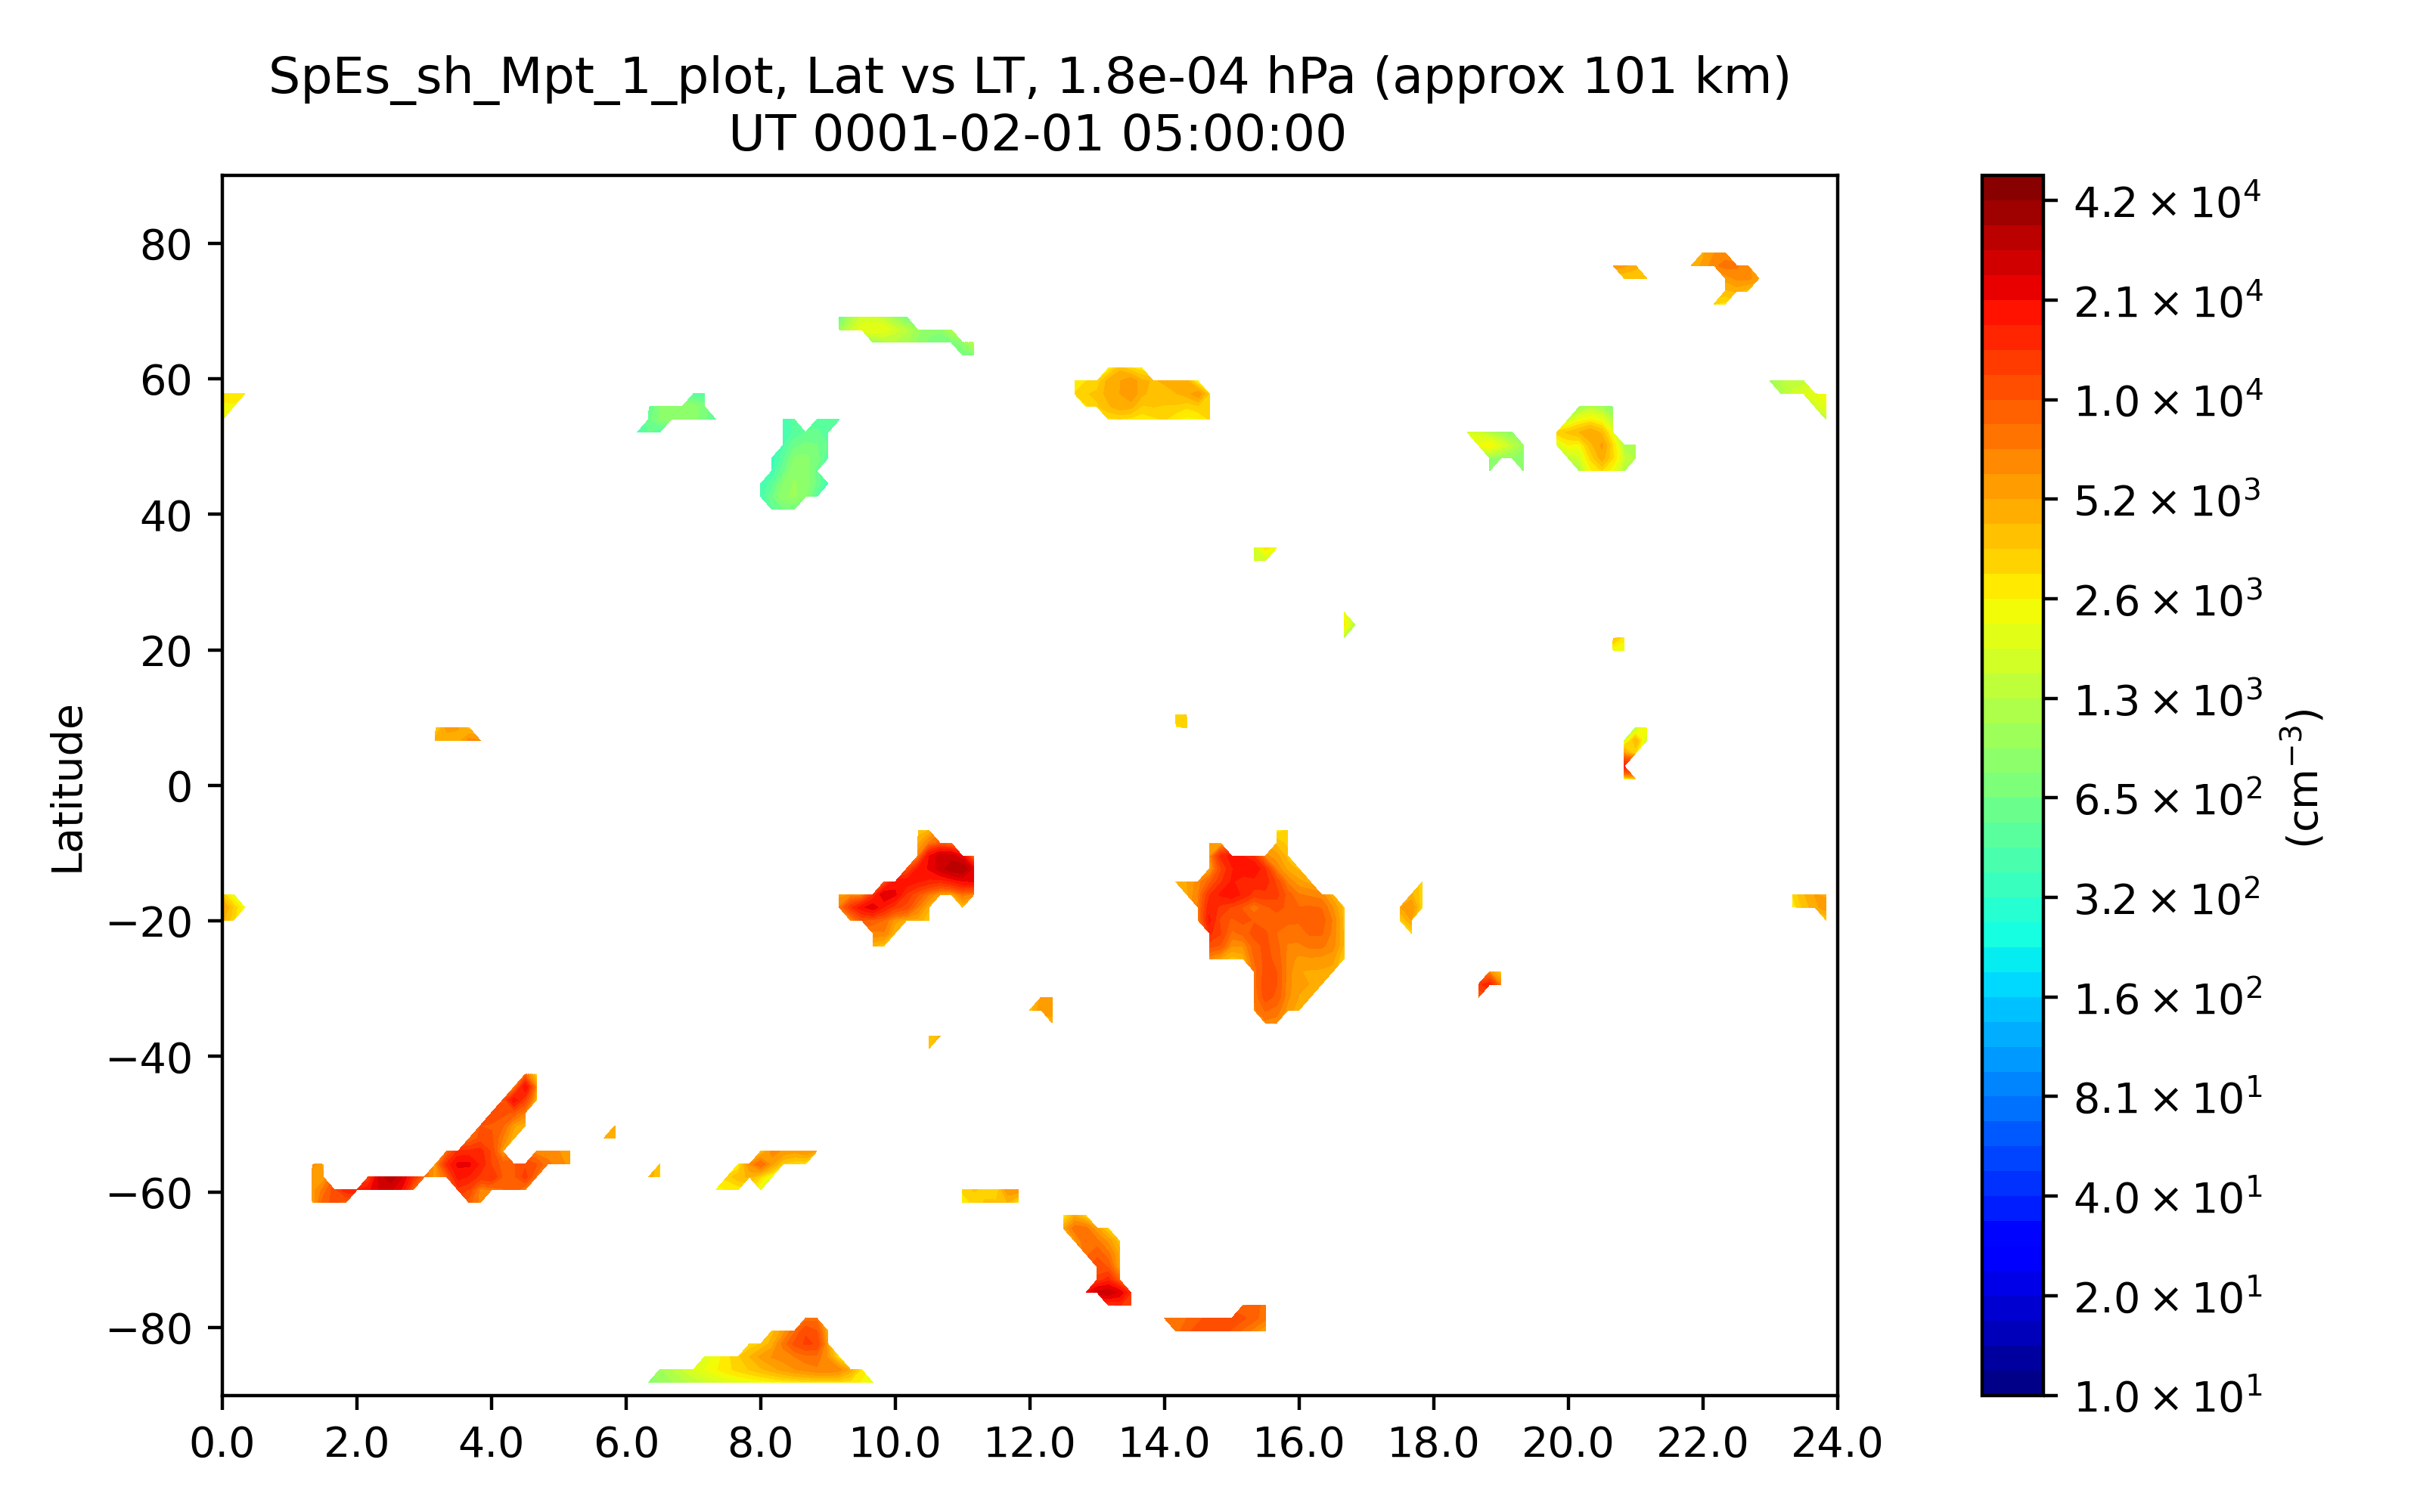 SpEs_sh_Mpt_1_plot, Lat vs LT, 1.8e-04 hPa (approx 101 km)
UT 0001-02-01 05:00:00
Latitude
80
60
40
20
0
−20
−40
−60
−80
0.0 2.0 4.0 6.0 8.0 10.0 12.0 14.0 16.0 18.0 20.0 22.0 24.0
4.2 × 10⁴
2.1 × 10⁴
1.0 × 10⁴
5.2 × 10³
2.6 × 10³
1.3 × 10³
6.5 × 10²
3.2 × 10²
1.6 × 10²
8.1 × 10¹
4.0 × 10¹
2.0 × 10¹
1.0 × 10¹
(cm⁻³)